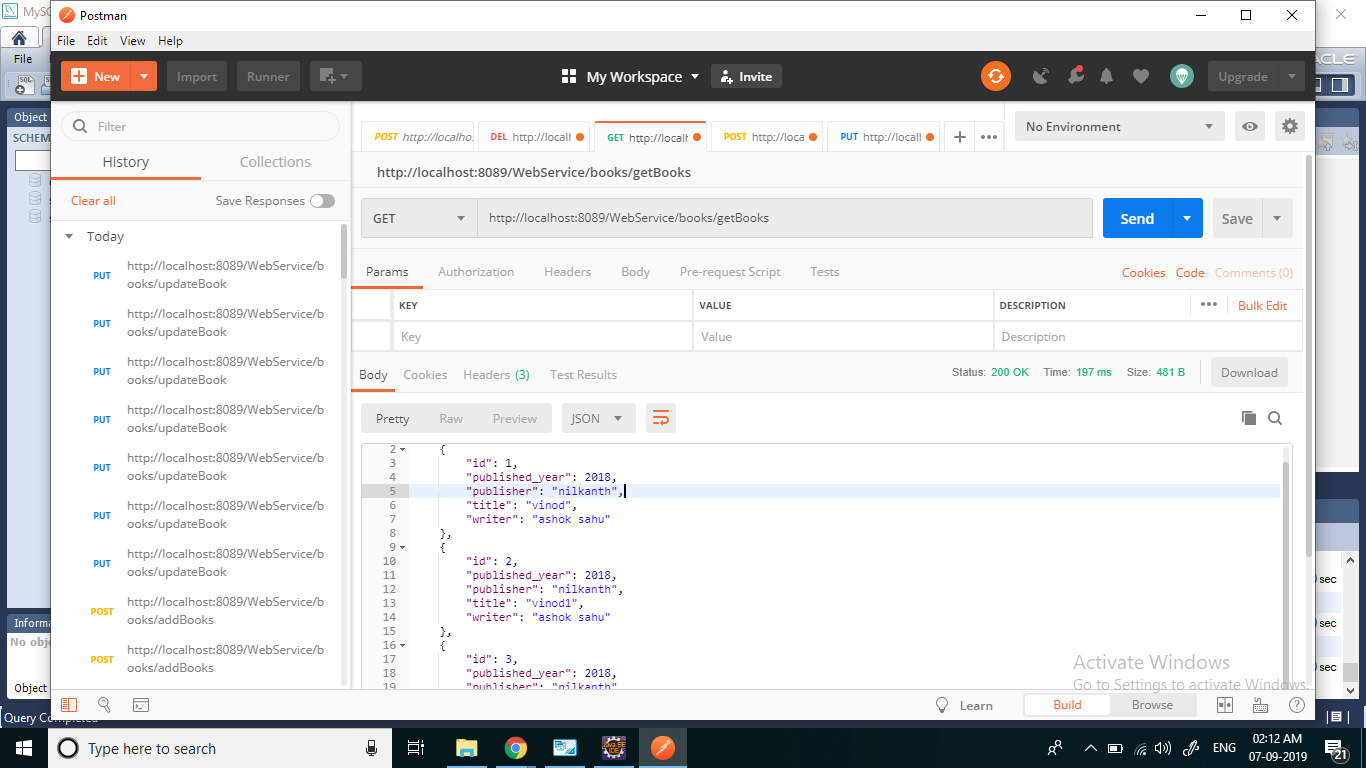 MySQ
Postman
File Edit View Help
File
ORACLE
New
Import
Runner
My Workspace
Invite
Upgrade
Object
SCHEM
Filter
History
Collections
Clear all
Save Responses
Today
PUT http://localhost:8089/WebService/b
ooks/updateBook
PUT http://localhost:8089/WebService/b
ooks/updateBook
PUT http://localhost:8089/WebService/b
ooks/updateBook
PUT http://localhost:8089/WebService/b
ooks/updateBook
PUT http://localhost:8089/WebService/b
ooks/updateBook
PUT http://localhost:8089/WebService/b
ooks/updateBook
PUT http://localhost:8089/WebService/b
ooks/updateBook
POST http://localhost:8089/WebService/b
ooks/addBooks
POST http://localhost:8089/WebService/b
ooks/addBooks
POST http://localho
DEL http://locall
GET http://locall
POST http://loca
PUT http://locall
No Environment
http://localhost:8089/WebService/books/getBooks
GET
http://localhost:8089/WebService/books/getBooks
Send
Save
Params Authorization Headers Body Pre-request Script Tests
Cookies Code Comments (0)
KEY VALUE DESCRIPTION
Bulk Edit
Key Value Description
Body Cookies Headers (3) Test Results
Status: 200 OK Time: 197 ms Size: 481 B
Download
Pretty Raw Preview
JSON
2 {
3 "id": 1,
4 "published_year": 2018,
5 "publisher": "nilkanth",
6 "title": "vinod",
7 "writer": "ashok sahu"
8 },
9 {
10 "id": 2,
11 "published_year": 2018,
12 "publisher": "nilkanth",
13 "title": "vinod1",
14 "writer": "ashok sahu"
15 },
16 {
17 "id": 3,
18 "published_year": 2018,
19 "publisher": "nilkanth"
sec
sec
sec
Informa
No obje
Object
Query Completed
Activate Windows
Go to Settings to activate Windows.
Learn
Build
Browse
Type here to search
ENG
02:12 AM
07-09-2019
21